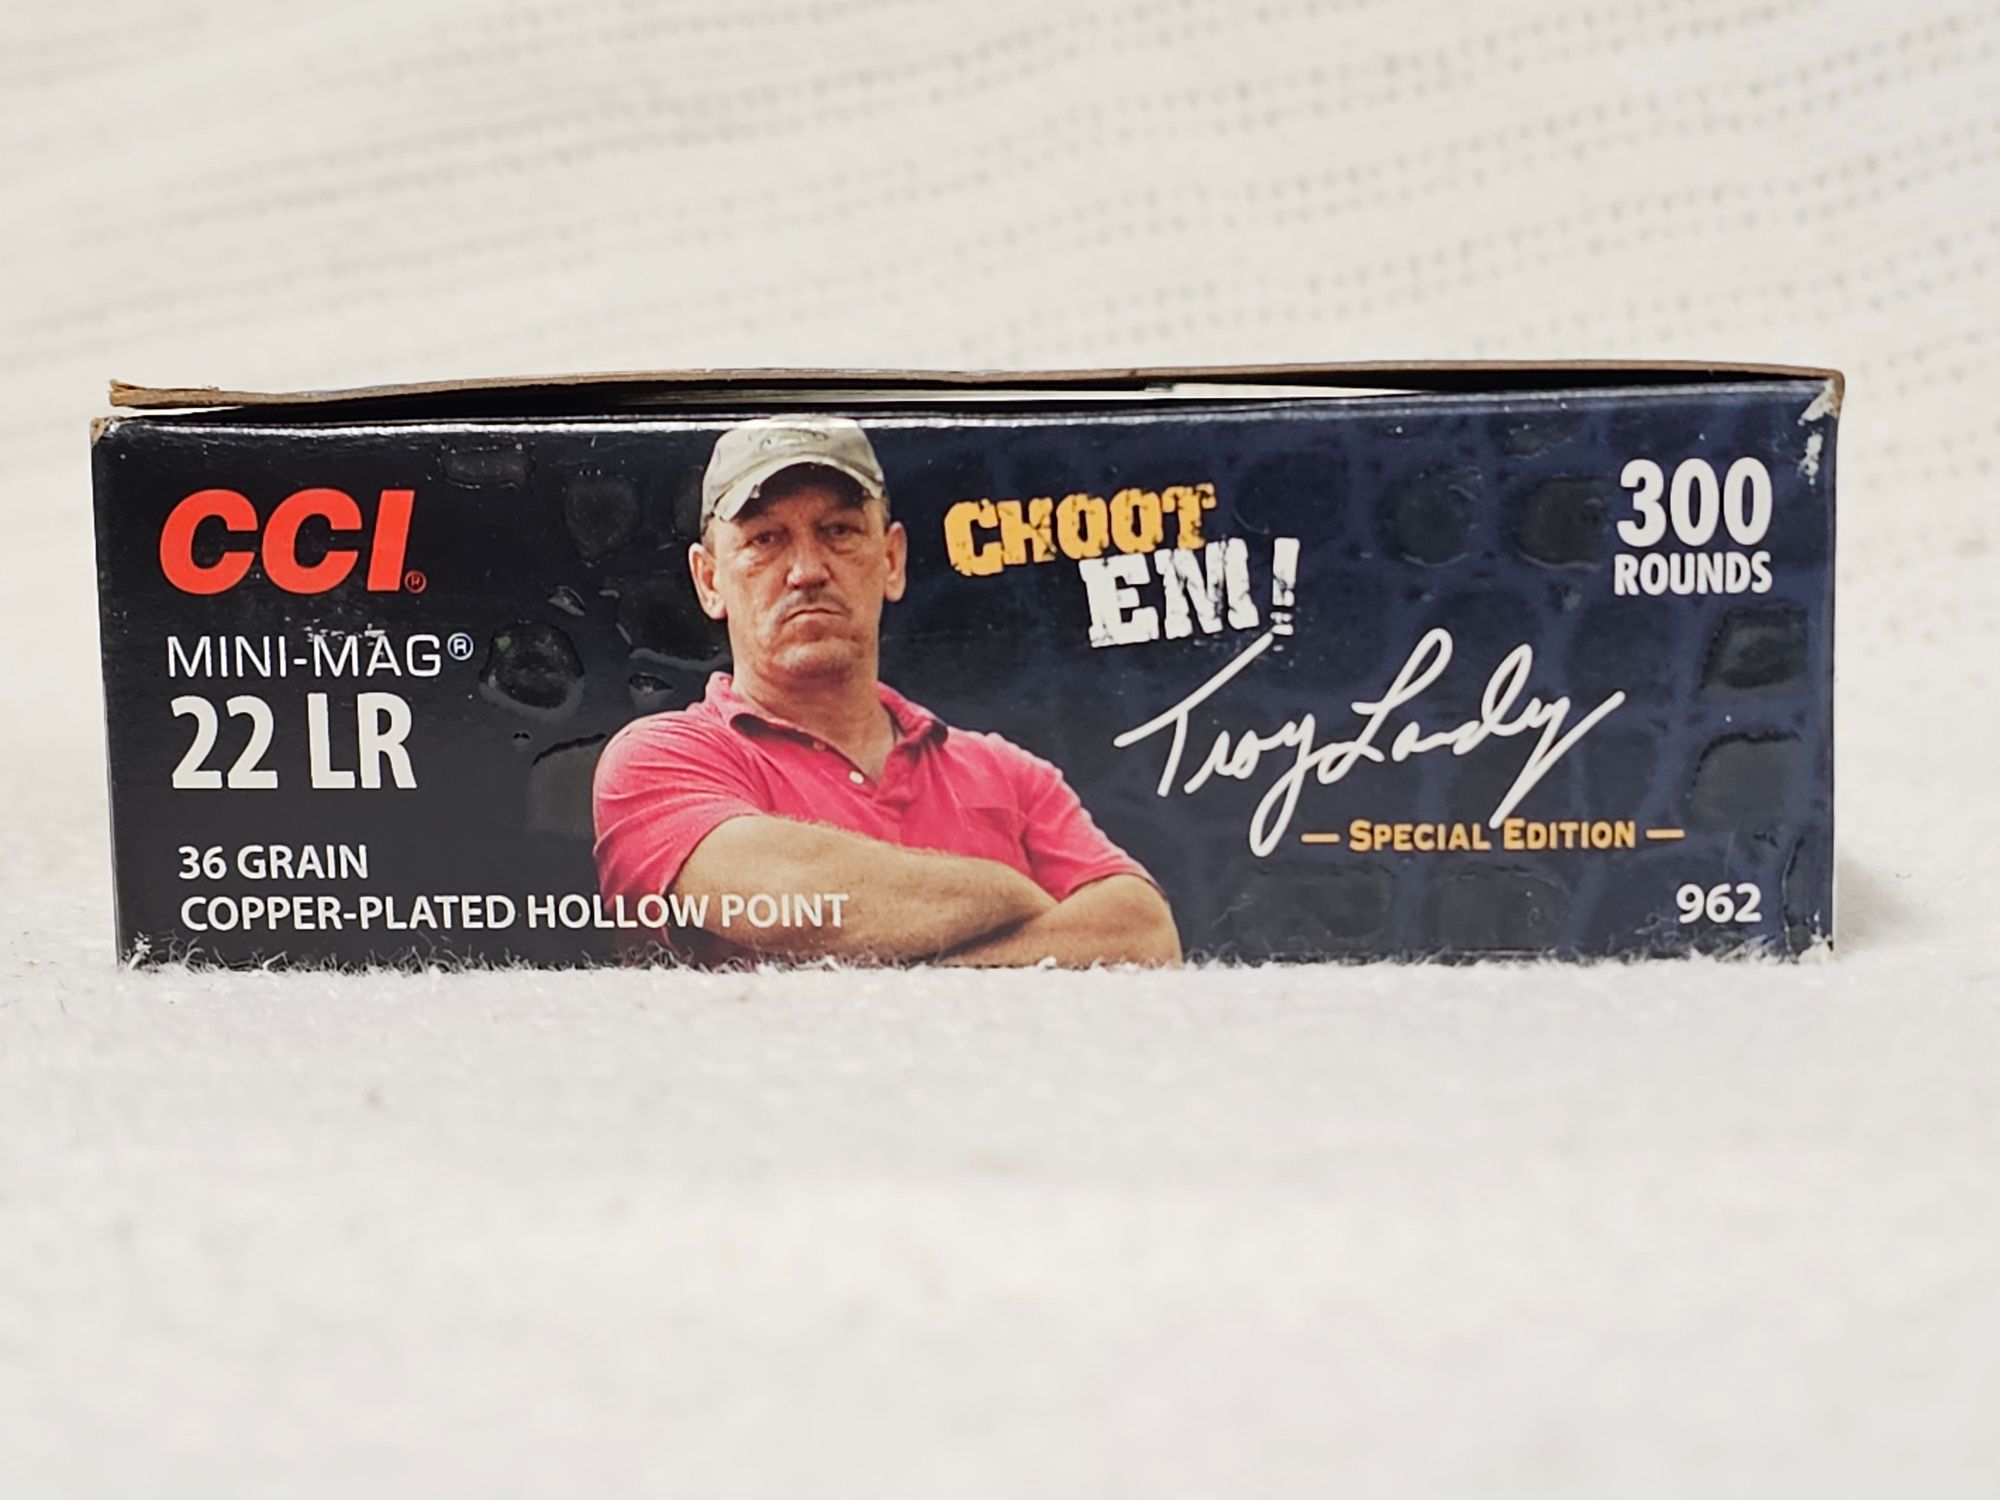 CCI®
MINI-MAG®
22 LR
36 GRAIN
COPPER-PLATED HOLLOW POINT
CHOOT
EM!
Troy Landry
— SPECIAL EDITION —
300
ROUNDS
962